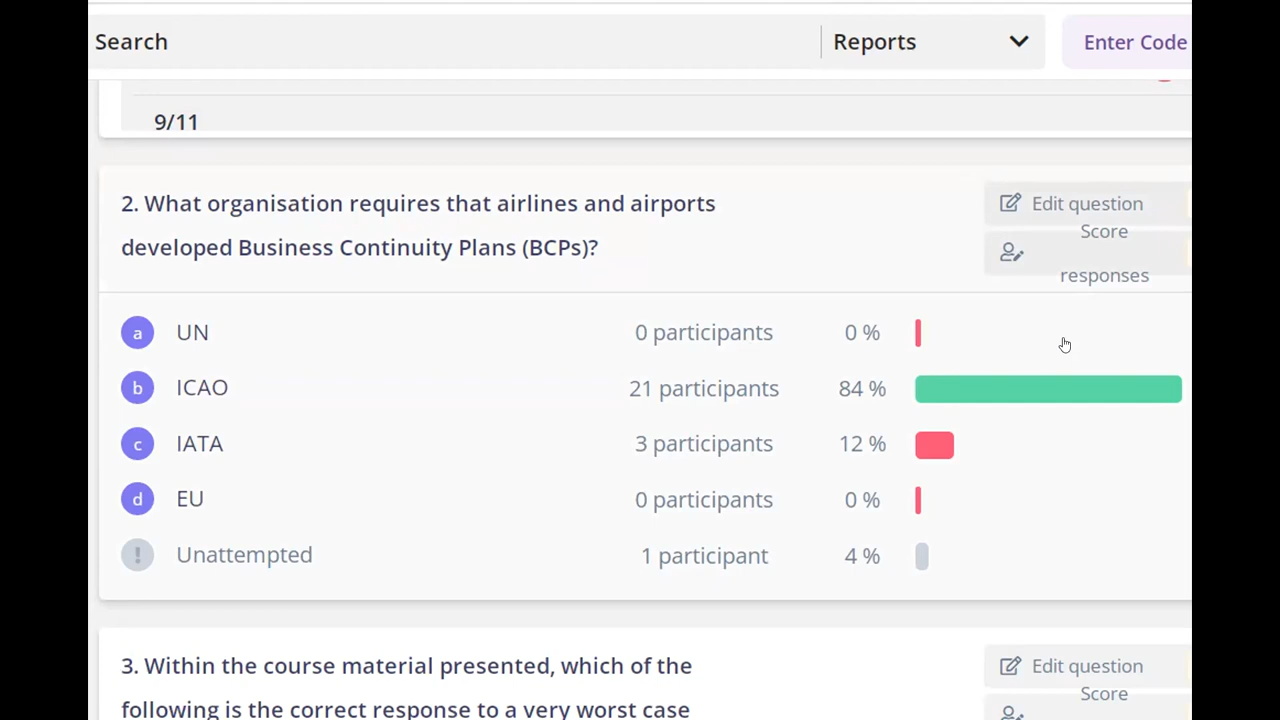 Search
Reports
Enter Code
9/11
2. What organisation requires that airlines and airports
developed Business Continuity Plans (BCPs)?
Edit question
Score
responses
a UN 0 participants 0 %
b ICAO 21 participants 84 %
c IATA 3 participants 12 %
d EU 0 participants 0 %
! Unattempted 1 participant 4 %
3. Within the course material presented, which of the
following is the correct response to a very worst case
Edit question
Score